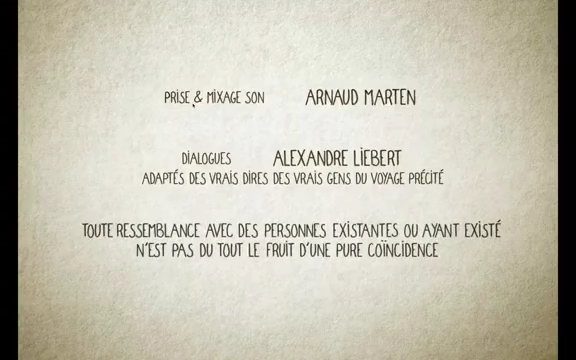 PRISE & MIXAGE SON ARNAUD MARTEN
DIALOGUES ALEXANDRE LIEBERT
ADAPTÉS DES VRAIS DIRES DES VRAIS GENS DU VOYAGE PRÉCITÉ
TOUTE RESSEMBLANCE AVEC DES PERSONNES EXISTANTES OU AYANT EXISTÉ
N'EST PAS DU TOUT LE FRUIT D'UNE PURE COÏNCIDENCE